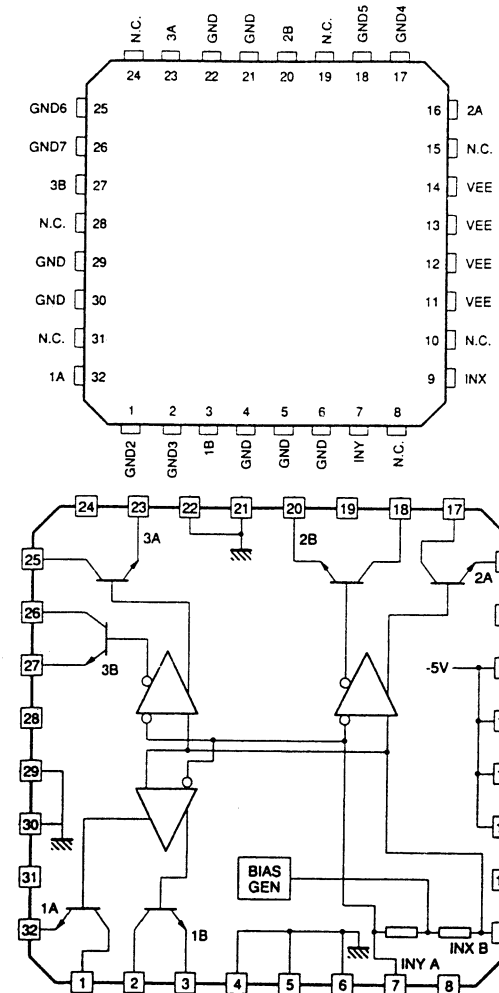 N.C. 3A GND GND 2B N.C. GND5 GND4
24 23 22 21 20 19 18 17
GND6 25 16 2A
GND7 26 15 N.C.
3B 27 14 VEE
N.C. 28 13 VEE
GND 29 12 VEE
GND 30 11 VEE
N.C. 31 10 N.C.
1A 32 9 INX
1 2 3 4 5 6 7 8
GND2 GND3 1B GND GND GND INY N.C.
24 23 22 21 20 19 18 17
3A 2B
25 2A
26
3B
27 -5V
28
29
30
BIAS
GEN
31 1
1A
32 1B INX B
INY A
1 2 3 4 5 6 7 8